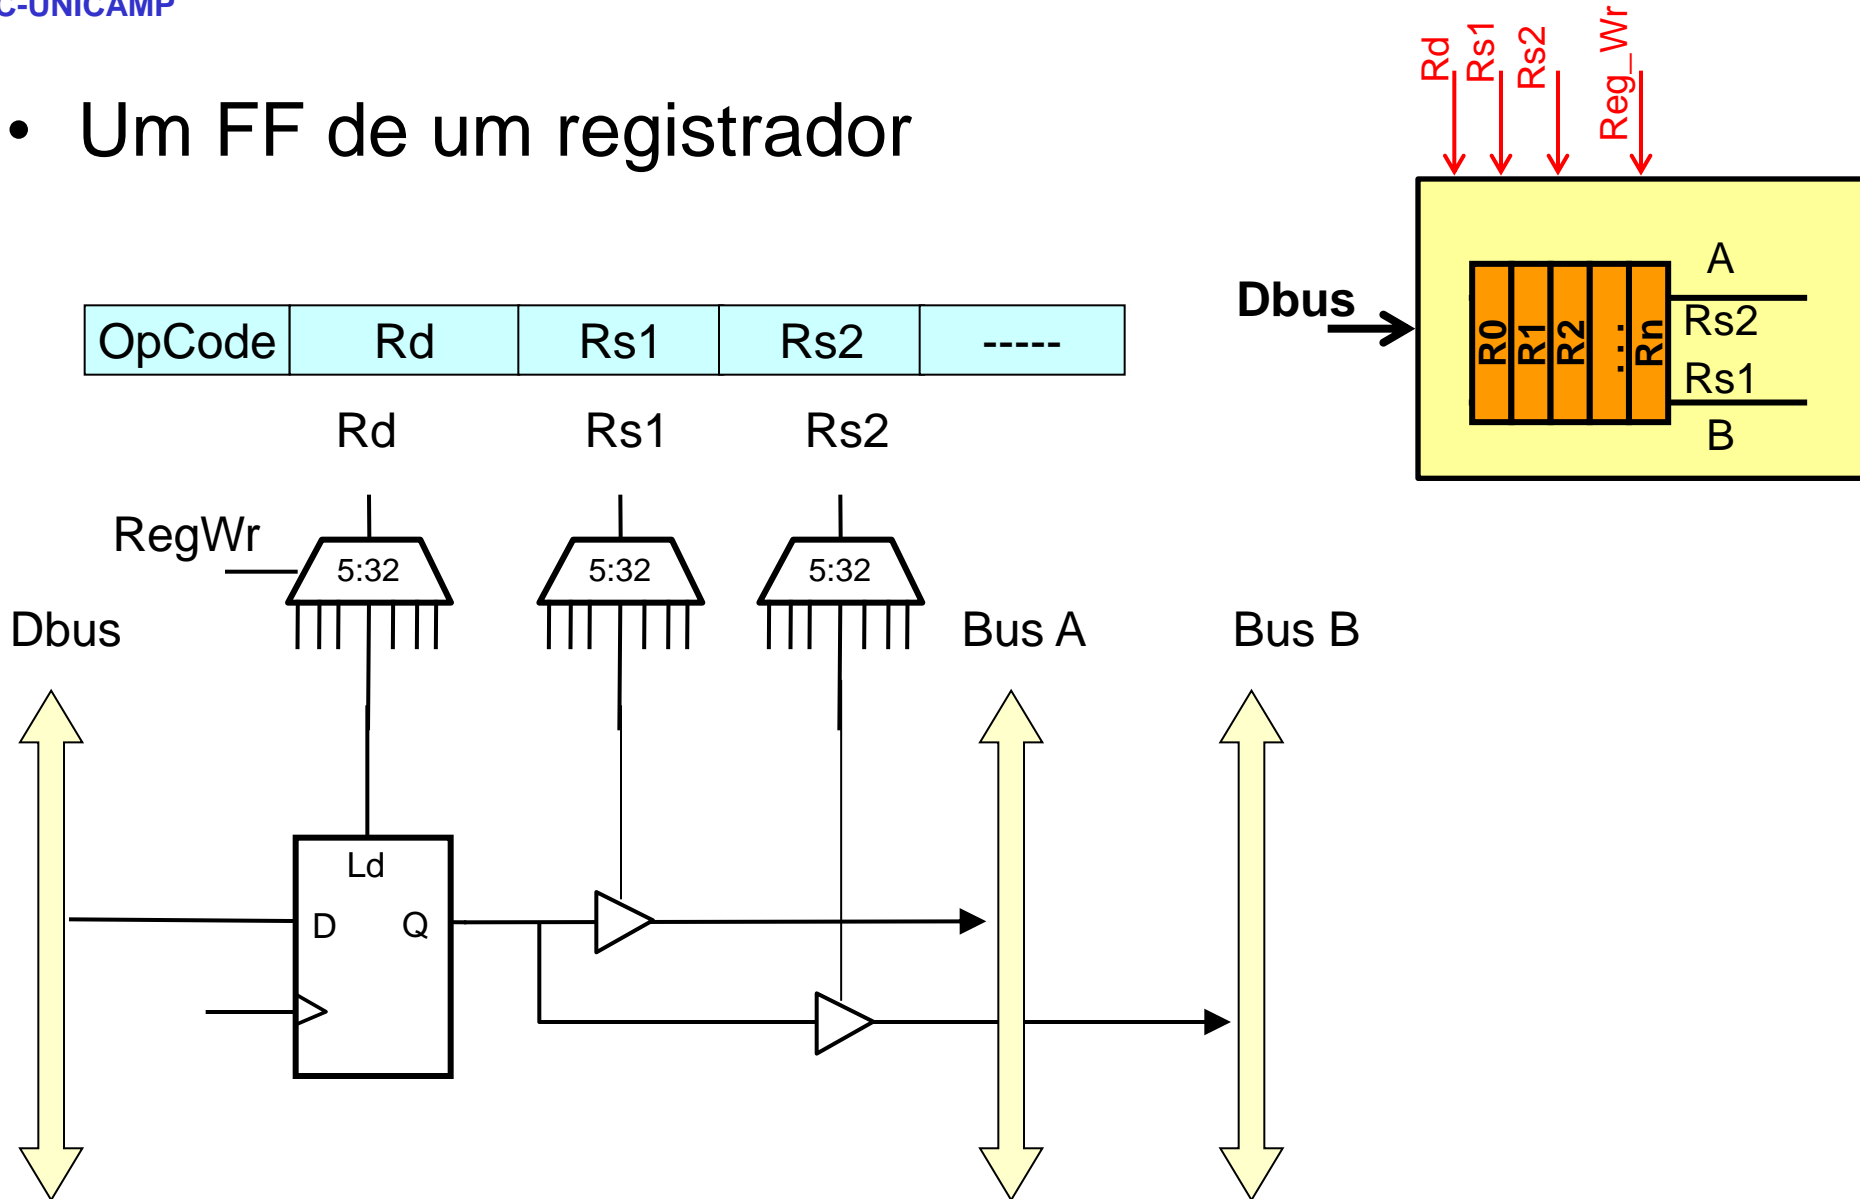 C-UNICAMP
• Um FF de um registrador
Rd
Rs1
Rs2
Reg_Wr
Dbus
R0
R1
R2
...
Rn
A
Rs2
Rs1
B
OpCode Rd Rs1 Rs2 -----
Rd Rs1 Rs2
RegWr
5:32 5:32 5:32
Dbus Bus A Bus B
Ld
D Q